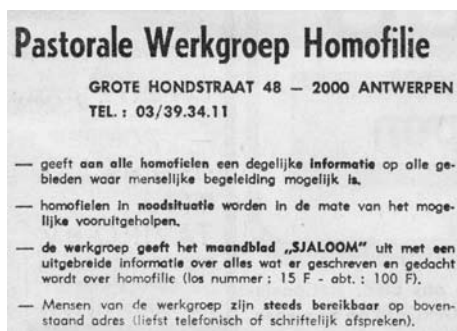 Pastorale Werkgroep Homofilie
GROTE HONDSTRAAT 48 — 2000 ANTWERPEN
TEL. : 03/39.34.11
— geeft aan alle homofielen een degelijke informatie op alle ge-
bieden waar menselijke begeleiding mogelijk is.
— homofielen in noodsituatie worden in de mate van het moge-
lijke vooruitgeholpen.
— de werkgroep geeft het maandblad „SJALOOM” uit met een
uitgebreide informatie over alles wat er geschreven en gedacht
wordt over homofilie (los nummer : 15 F - abt. : 100 F).
— Mensen van de werkgroep zijn steeds bereikbaar op boven-
staand adres (liefst telefonisch of schriftelijk afspreken).